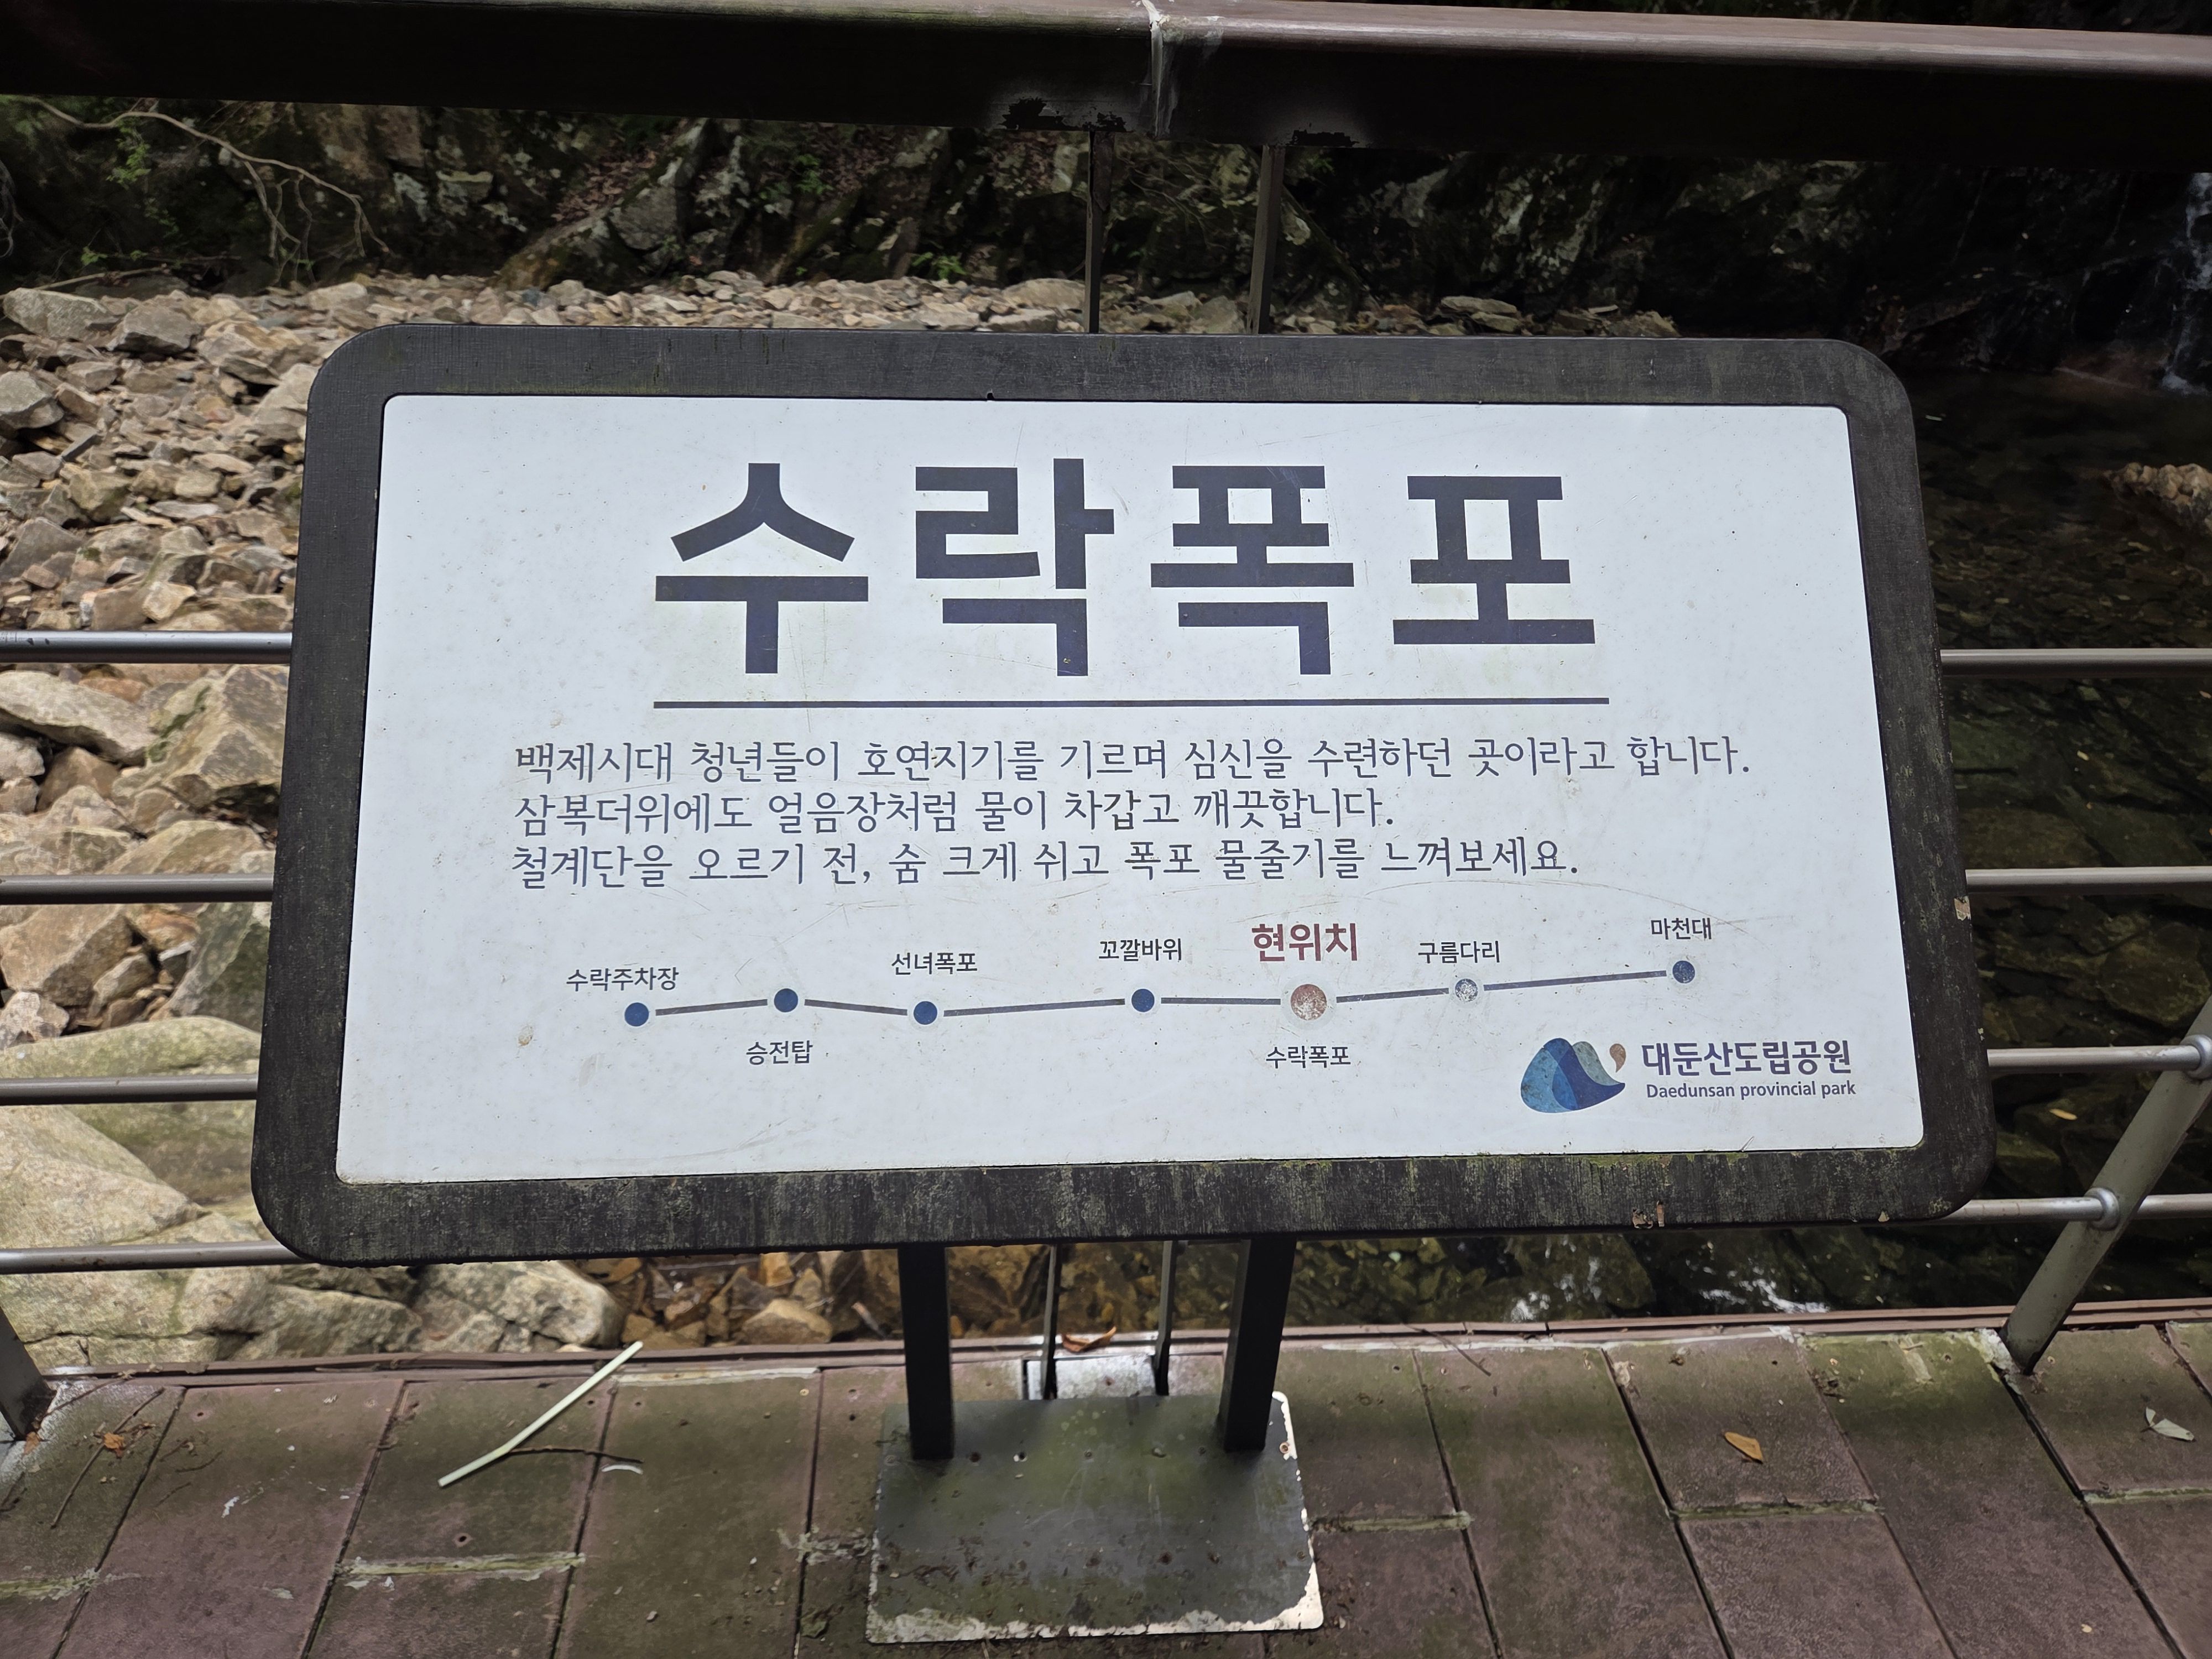 수락폭포
백제시대 청년들이 호연지기를 기르며 심신을 수련하던 곳이라고 합니다.
삼복더위에도 얼음장처럼 물이 차갑고 깨끗합니다.
철계단을 오르기 전, 숨 크게 쉬고 폭포 물줄기를 느껴보세요.
수락주차장
승전탑
선녀폭포
꼬깔바위
현위치
수락폭포
구름다리
마천대
대둔산도립공원
Daedunsan provincial park